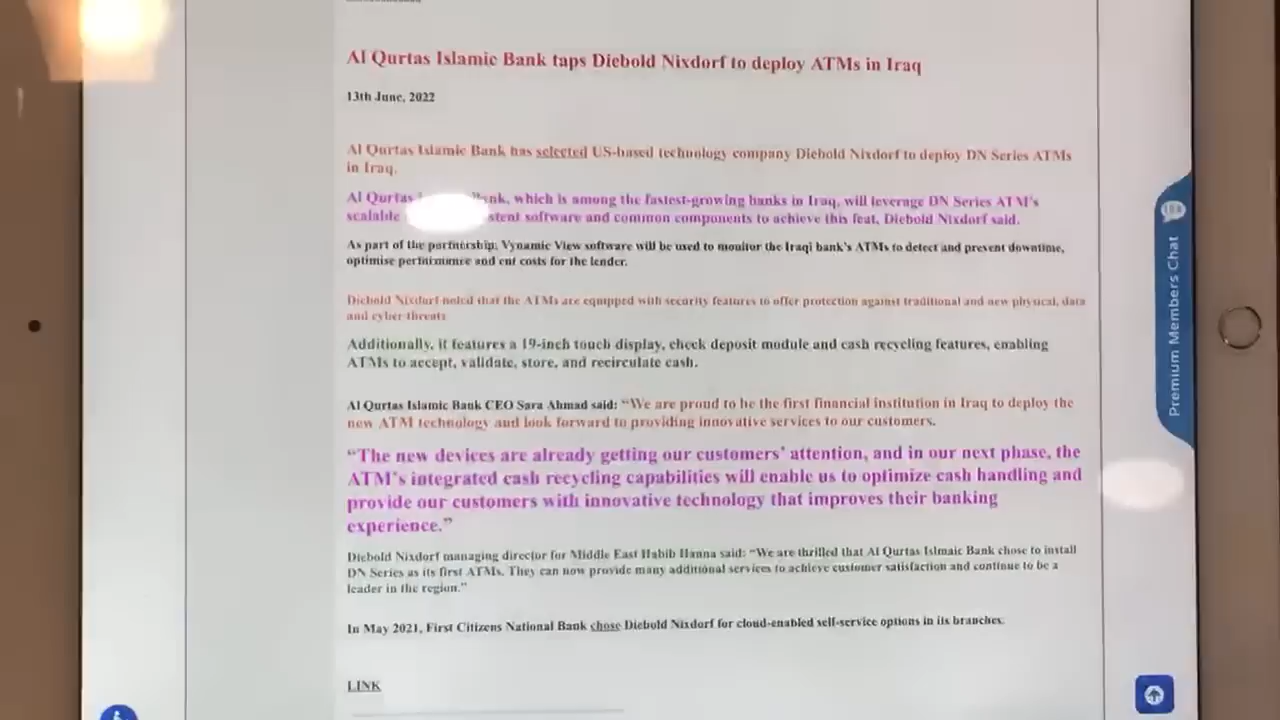 Al Qurtas Islamic Bank taps Diebold Nixdorf to deploy ATMs in Iraq
13th June, 2022
Al Qurtas Islamic Bank has selected US-based technology company Diebold Nixdorf to deploy DN Series ATMs
in Iraq.
Al Qurtas nk, which is among the fastest-growing banks in Iraq, will leverage DN Series ATM's
scalable stent software and common components to achieve this feat, Diebold Nixdorf said.
As part of the partnership, Vynamic View software will be used to monitor the Iraqi bank's ATMs to detect and prevent downtime,
optimise performance and cut costs for the lender.
Diebold Nixdorf noted that the ATMs are equipped with security features to offer protection against traditional and new physical, data
and cyber threats
Additionally, it features a 19-inch touch display, check deposit module and cash recycling features, enabling
ATMs to accept, validate, store, and recirculate cash.
Al Qurtas Islamic Bank CEO Sara Ahmad said: “We are proud to be the first financial institution in Iraq to deploy the
new ATM technology and look forward to providing innovative services to our customers.
“The new devices are already getting our customers’ attention, and in our next phase, the
ATM’s integrated cash recycling capabilities will enable us to optimize cash handling and
provide our customers with innovative technology that improves their banking
experience.”
Diebold Nixdorf managing director for Middle East Habib Hanna said: “We are thrilled that Al Qurtas Islmaic Bank chose to install
DN Series as its first ATMs. They can now provide many additional services to achieve customer satisfaction and continue to be a
leader in the region.”
In May 2021, First Citizens National Bank chose Diebold Nixdorf for cloud-enabled self-service options in its branches.
LINK
Premium Members Chat